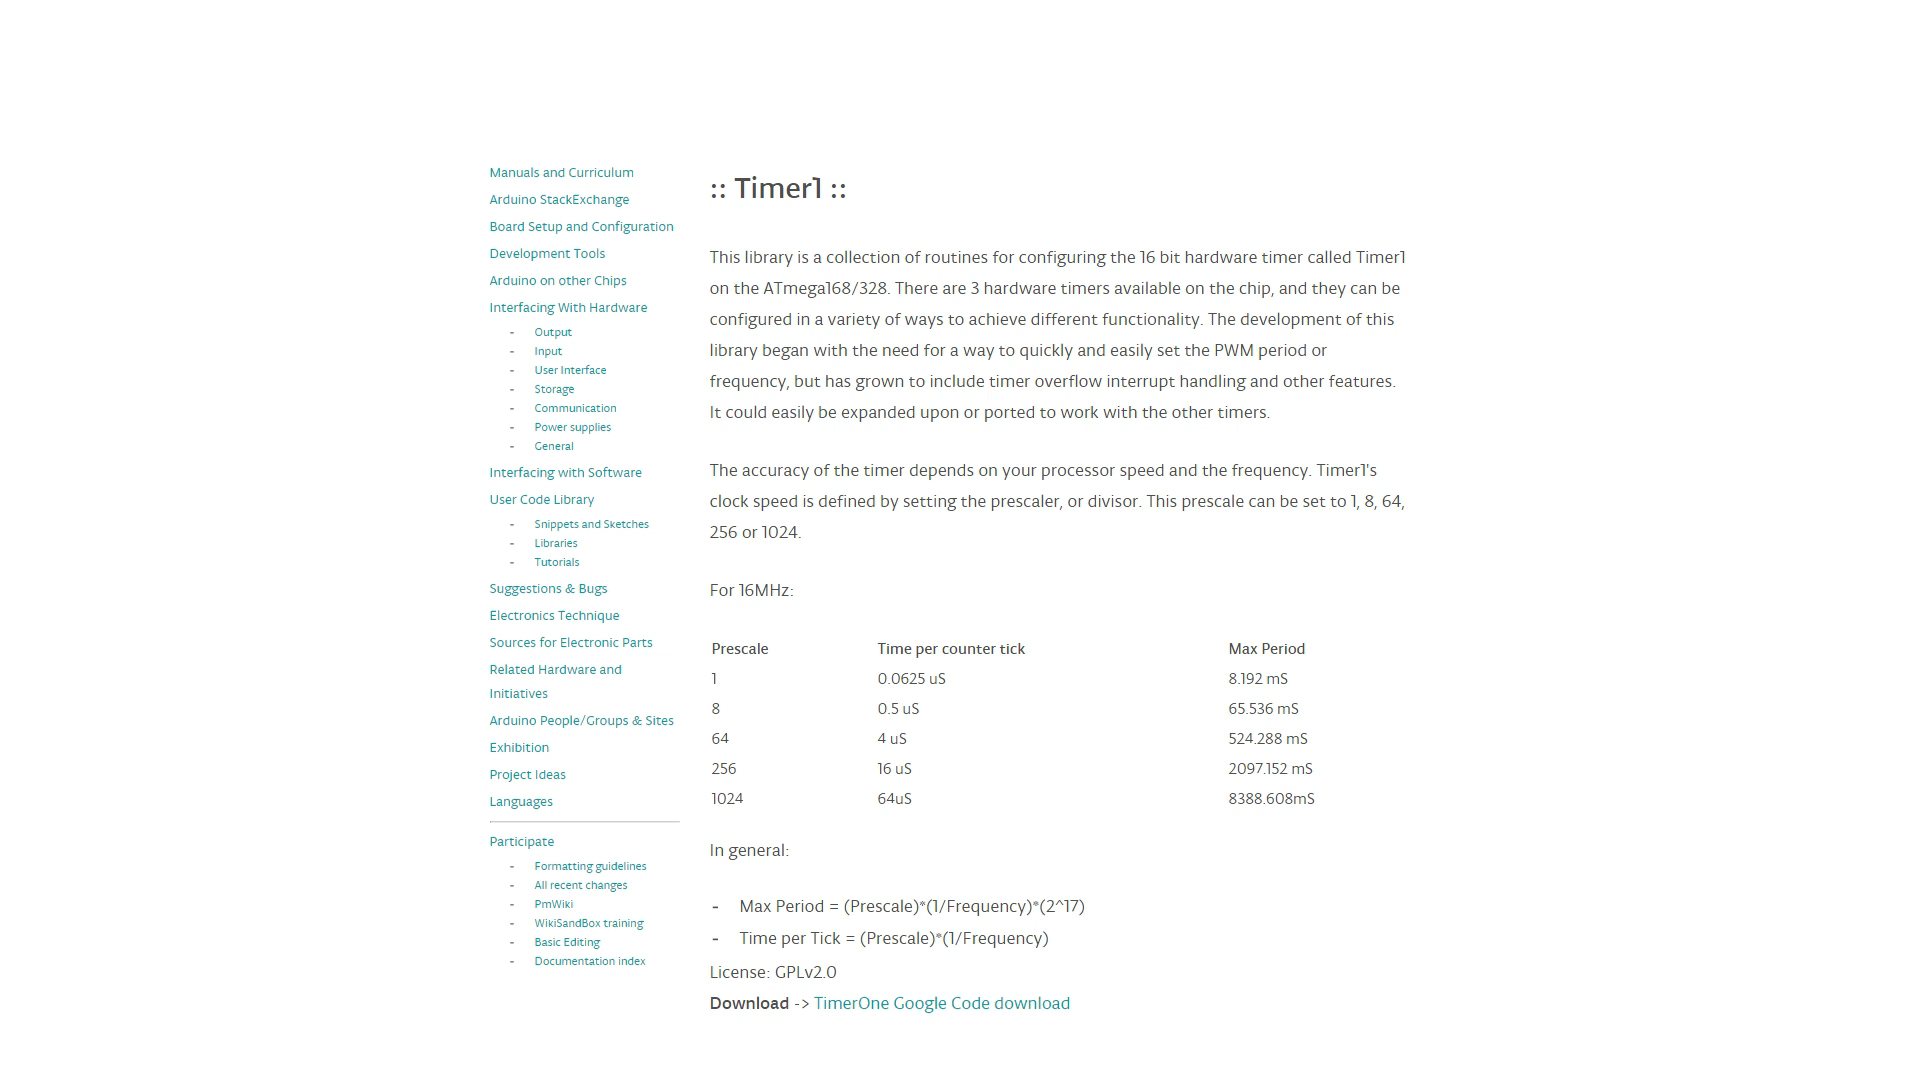 Manuals and Curriculum
Arduino StackExchange
Board Setup and Configuration
Development Tools
Arduino on other Chips
Interfacing With Hardware
- Output
- Input
- User Interface
- Storage
- Communication
- Power supplies
- General
Interfacing with Software
User Code Library
- Snippets and Sketches
- Libraries
- Tutorials
Suggestions & Bugs
Electronics Technique
Sources for Electronic Parts
Related Hardware and
Initiatives
Arduino People/Groups & Sites
Exhibition
Project Ideas
Languages
Participate
- Formatting guidelines
- All recent changes
- PmWiki
- WikiSandBox training
- Basic Editing
- Documentation index
:: Timer1 ::
This library is a collection of routines for configuring the 16 bit hardware timer called Timer1
on the ATmega168/328. There are 3 hardware timers available on the chip, and they can be
configured in a variety of ways to achieve different functionality. The development of this
library began with the need for a way to quickly and easily set the PWM period or
frequency, but has grown to include timer overflow interrupt handling and other features.
It could easily be expanded upon or ported to work with the other timers.
The accuracy of the timer depends on your processor speed and the frequency. Timer1's
clock speed is defined by setting the prescaler, or divisor. This prescale can be set to 1, 8, 64,
256 or 1024.
For 16MHz:
Prescale Time per counter tick Max Period
1 0.0625 uS 8.192 mS
8 0.5 uS 65.536 mS
64 4 uS 524.288 mS
256 16 uS 2097.152 mS
1024 64uS 8388.608mS
In general:
- Max Period = (Prescale)*(1/Frequency)*(2^17)
- Time per Tick = (Prescale)*(1/Frequency)
License: GPLv2.0
Download -> TimerOne Google Code download